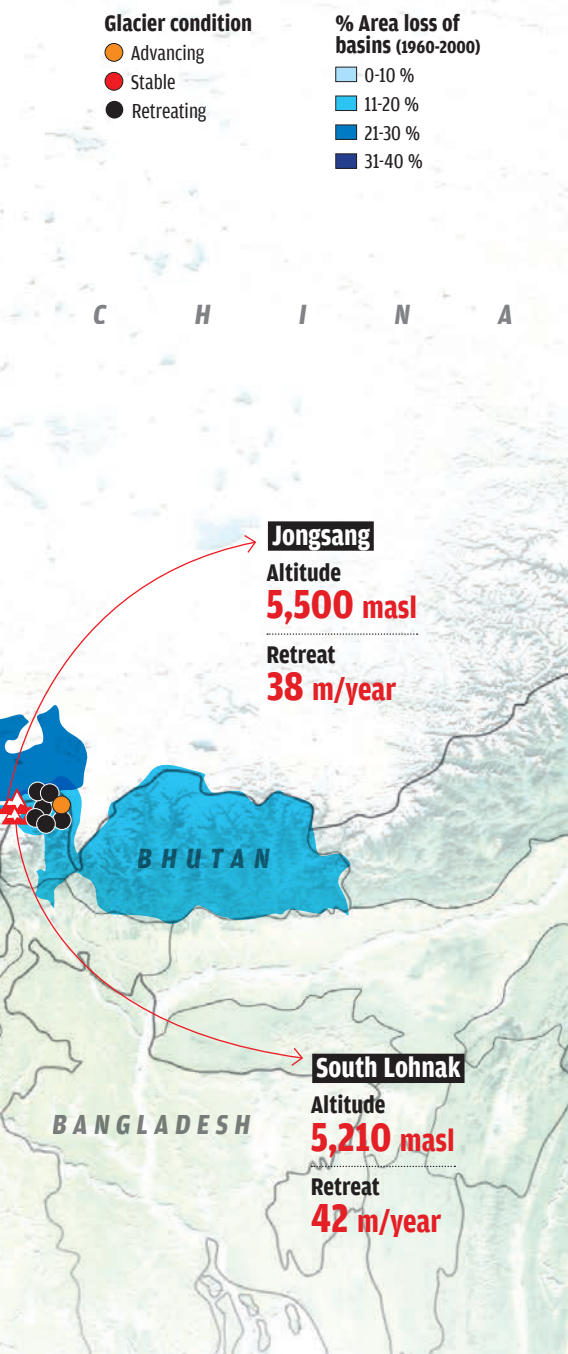 Glacier condition
Advancing
Stable
Retreating
% Area loss of
basins (1960-2000)
0-10 %
11-20 %
21-30 %
31-40 %
CHINA
Jongsang
Altitude
5,500 masl
Retreat
38 m/year
BHUTAN
South Lohnak
Altitude
5,210 masl
Retreat
42 m/year
BANGLADESH